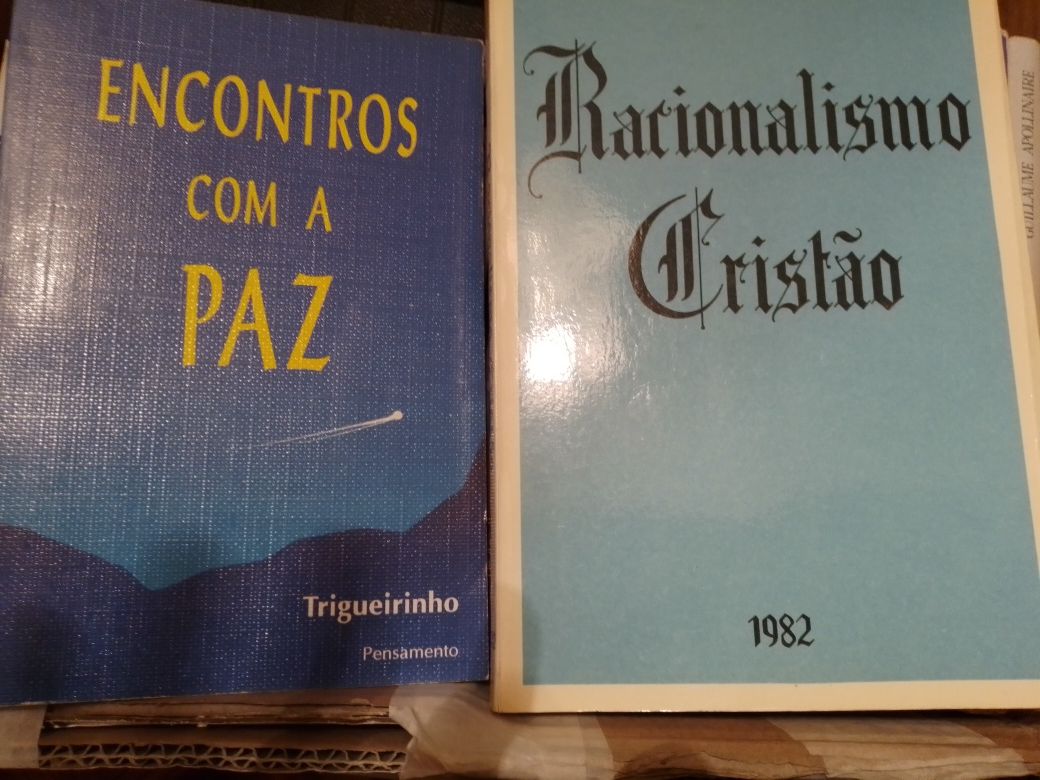 ENCONTROS
COM A
PAZ
Trigueirinho
Pensamento
Racionalismo
Cristão
1982
GUILLAUME APOLLINAIRE